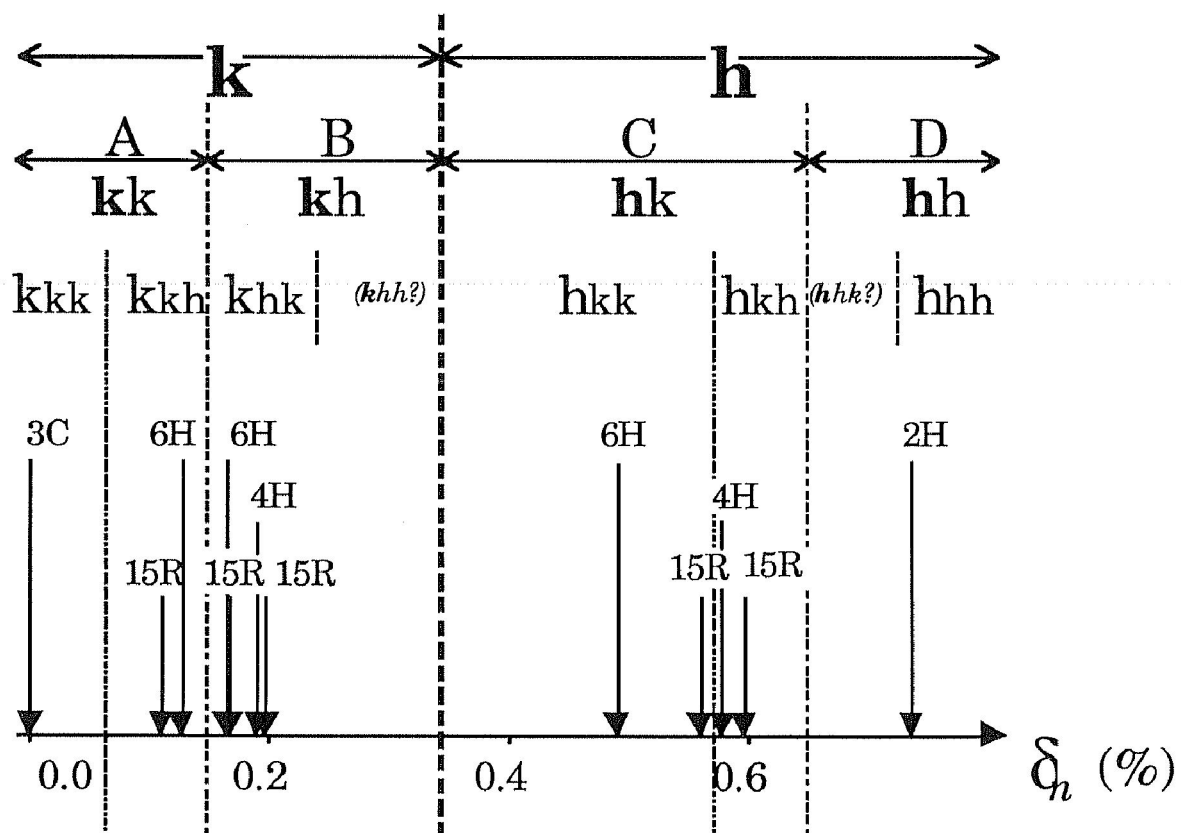 k h
A B C D
kk kh hk hh
kkk kkh khk (khh?) hkk hkh (hhk?) hhh
3C 6H 6H 6H 2H
4H 4H
15R 15R 15R 15R 15R
0.0 0.2 0.4 0.6 δh (%)